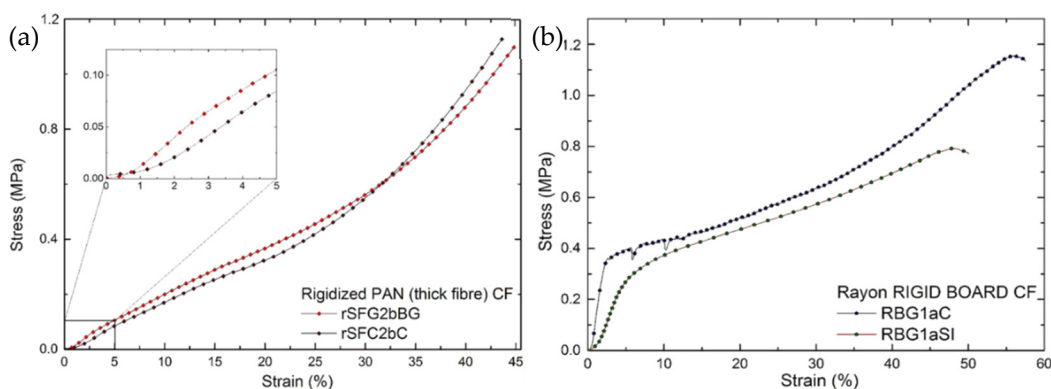 (a)
1.2
0.8
0.4
0.0
Stress (MPa)
0.10
0.05
0.00
0 1 2 3 4 5
Rigidized PAN (thick fibre) CF
rSFG2bBG
rSFC2bC
0 5 10 15 20 25 30 35 40 45
Strain (%)
(b)
1.2
1.0
0.8
0.6
0.4
0.2
0.0
Stress (MPa)
Rayon RIGID BOARD CF
RBG1aC
RBG1aSI
0 10 20 30 40 50 60
Strain (%)